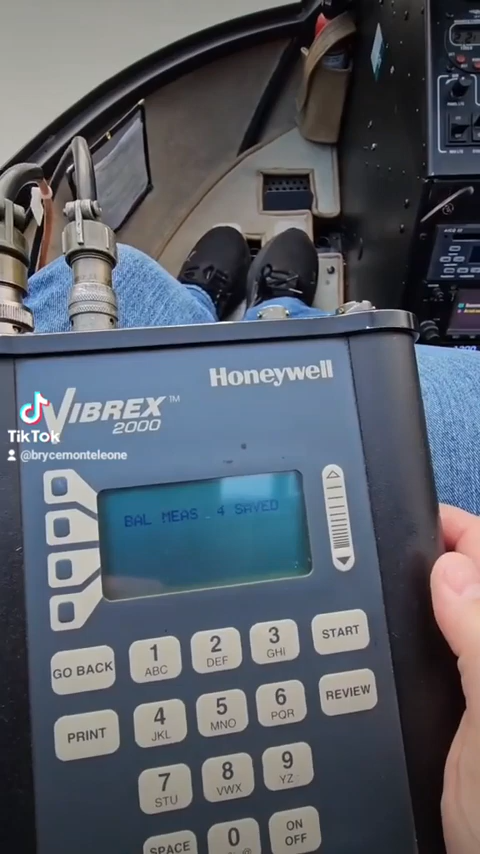 Honeywell
VIBREX™
2000
TikTok
@brycemonteleone
BAL MEAS 4 SAVED
GO BACK
1
ABC
2
DEF
3
GHI
START
PRINT
4
JKL
5
MNO
6
PQR
REVIEW
7
STU
8
VWX
9
YZ
SPACE
0
ON
OFF